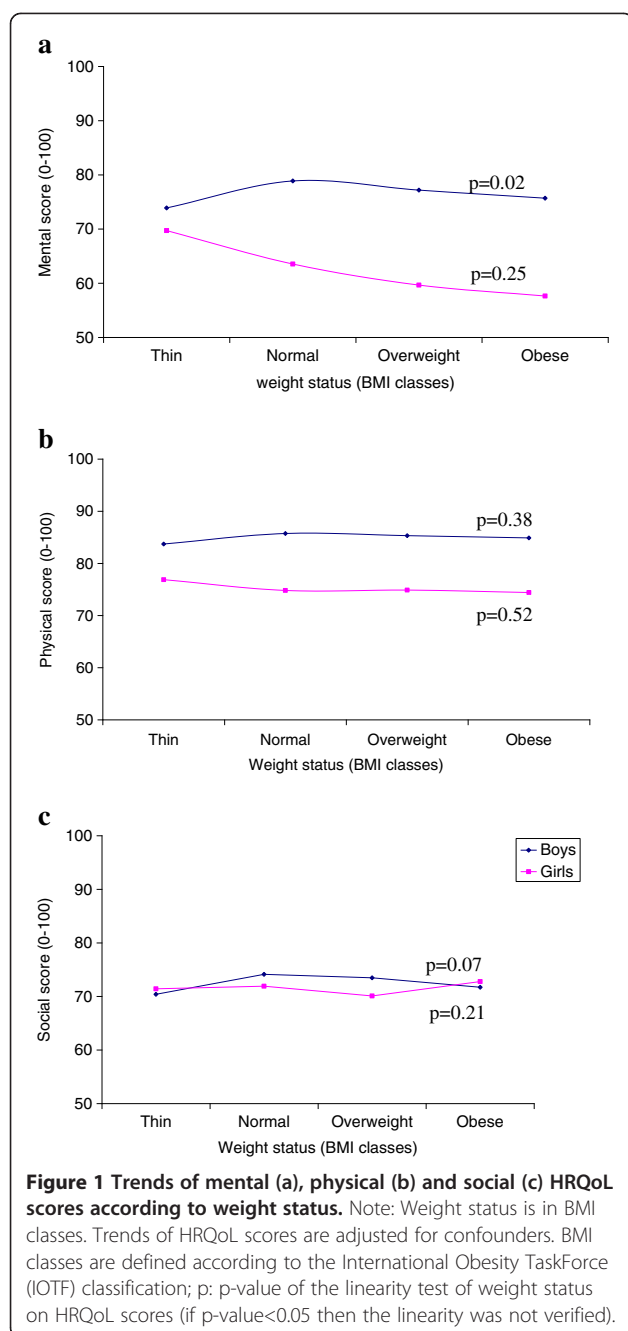 a
100
90
80
70
60
50
Mental score (0-100)
p=0.02
p=0.25
Thin Normal Overweight Obese
weight status (BMI classes)
b
100
90
80
70
60
50
Physical score (0-100)
p=0.38
p=0.52
Thin Normal Overweight Obese
Weight status (BMI classes)
c
100
90
80
70
60
50
Social score (0-100)
Boys
Girls
p=0.07
p=0.21
Thin Normal Overweight Obese
Weight status (BMI classes)
Figure 1 Trends of mental (a), physical (b) and social (c) HRQoL
scores according to weight status. Note: Weight status is in BMI
classes. Trends of HRQoL scores are adjusted for confounders. BMI
classes are defined according to the International Obesity TaskForce
(IOTF) classification; p: p-value of the linearity test of weight status
on HRQoL scores (if p-value<0.05 then the linearity was not verified).